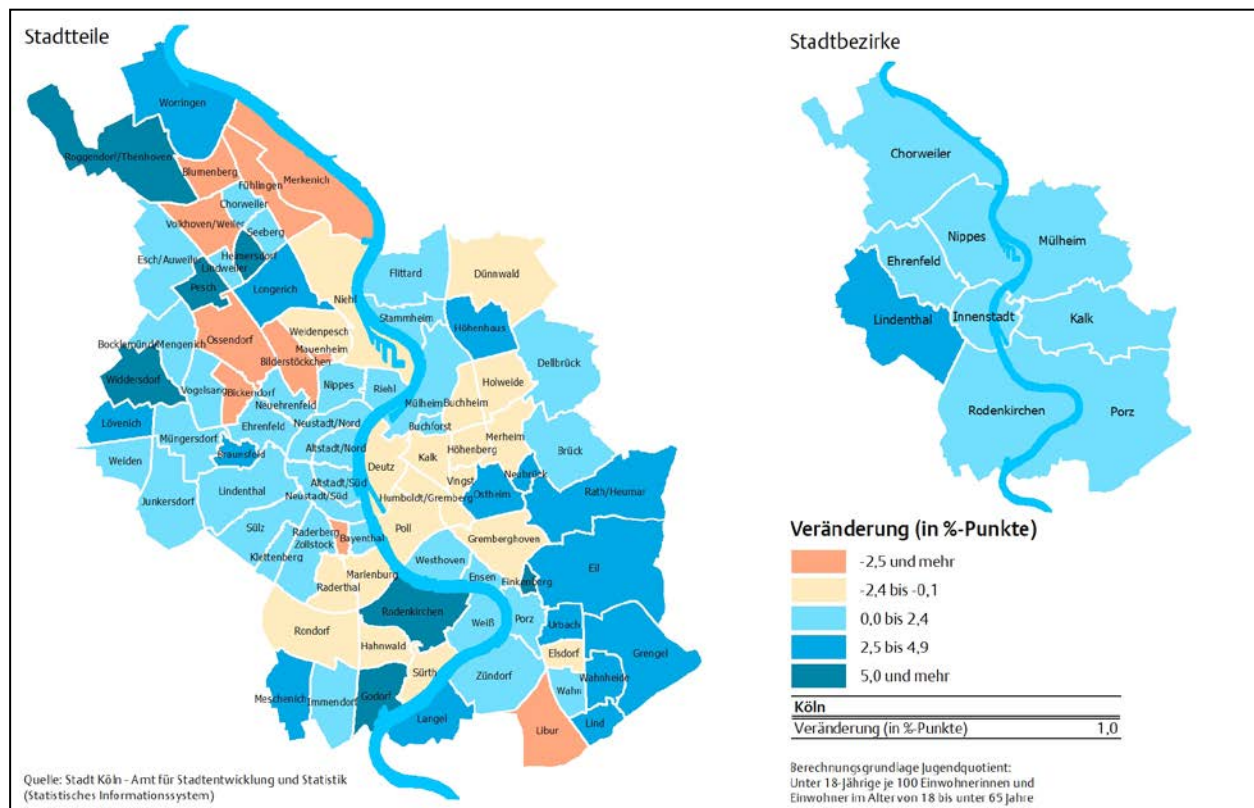 Stadtteile
Worringen
Roggendorf/Thenhoven
Blumenberg
Fühlingen
Merkenich
Chorweiler
Volkhoven/Weiler
Seeberg
Heimersdorf
Esch/Auweiler
Lindweiler
Pesch
Longerich
Niehl
Flittard
Dünnwald
Stammheim
Höhenhaus
Weidenpesch
Mauenheim
Ossendorf
Bilderstöckchen
Bocklemünd/Mengenich
Dellbrück
Widdersdorf
Vogelsang
Bickendorf
Nippes
Riehl
Holweide
Neuehrenfeld
Mülheim
Buchheim
Lövenich
Ehrenfeld
Neustadt/Nord
Buchforst
Müngersdorf
Merheim
Altstadt/Nord
Höhenberg
Brück
Weiden
Braunsfeld
Deutz
Kalk
Neubrück
Junkersdorf
Lindenthal
Altstadt/Süd
Vingst
Rath/Heumar
Neustadt/Süd
Humboldt/Gremberg
Ostheim
Sülz
Raderberg
Poll
Zollstock
Bayenthal
Gremberghoven
Klettenberg
Westhoven
Marienburg
Ensen
Eil
Raderthal
Finkenberg
Rodenkirchen
Weiß
Porz
Urbach
Rondorf
Hahnwald
Elsdorf
Grengel
Sürth
Zündorf
Wahnheide
Wahn
Meschenich
Immendorf
Godorf
Langel
Lind
Libur
Quelle: Stadt Köln - Amt für Stadtentwicklung und Statistik
(Statistisches Informationssystem)
Stadtbezirke
Chorweiler
Nippes
Mülheim
Ehrenfeld
Lindenthal
Innenstadt
Kalk
Rodenkirchen
Porz
Veränderung (in %-Punkte)
-2,5 und mehr
-2,4 bis -0,1
0,0 bis 2,4
2,5 bis 4,9
5,0 und mehr
Köln
Veränderung (in %-Punkte) 1,0
Berechnungsgrundlage Jugendquotient:
Unter 18-Jährige je 100 Einwohnerinnen und
Einwohner im Alter von 18 bis unter 65 Jahre